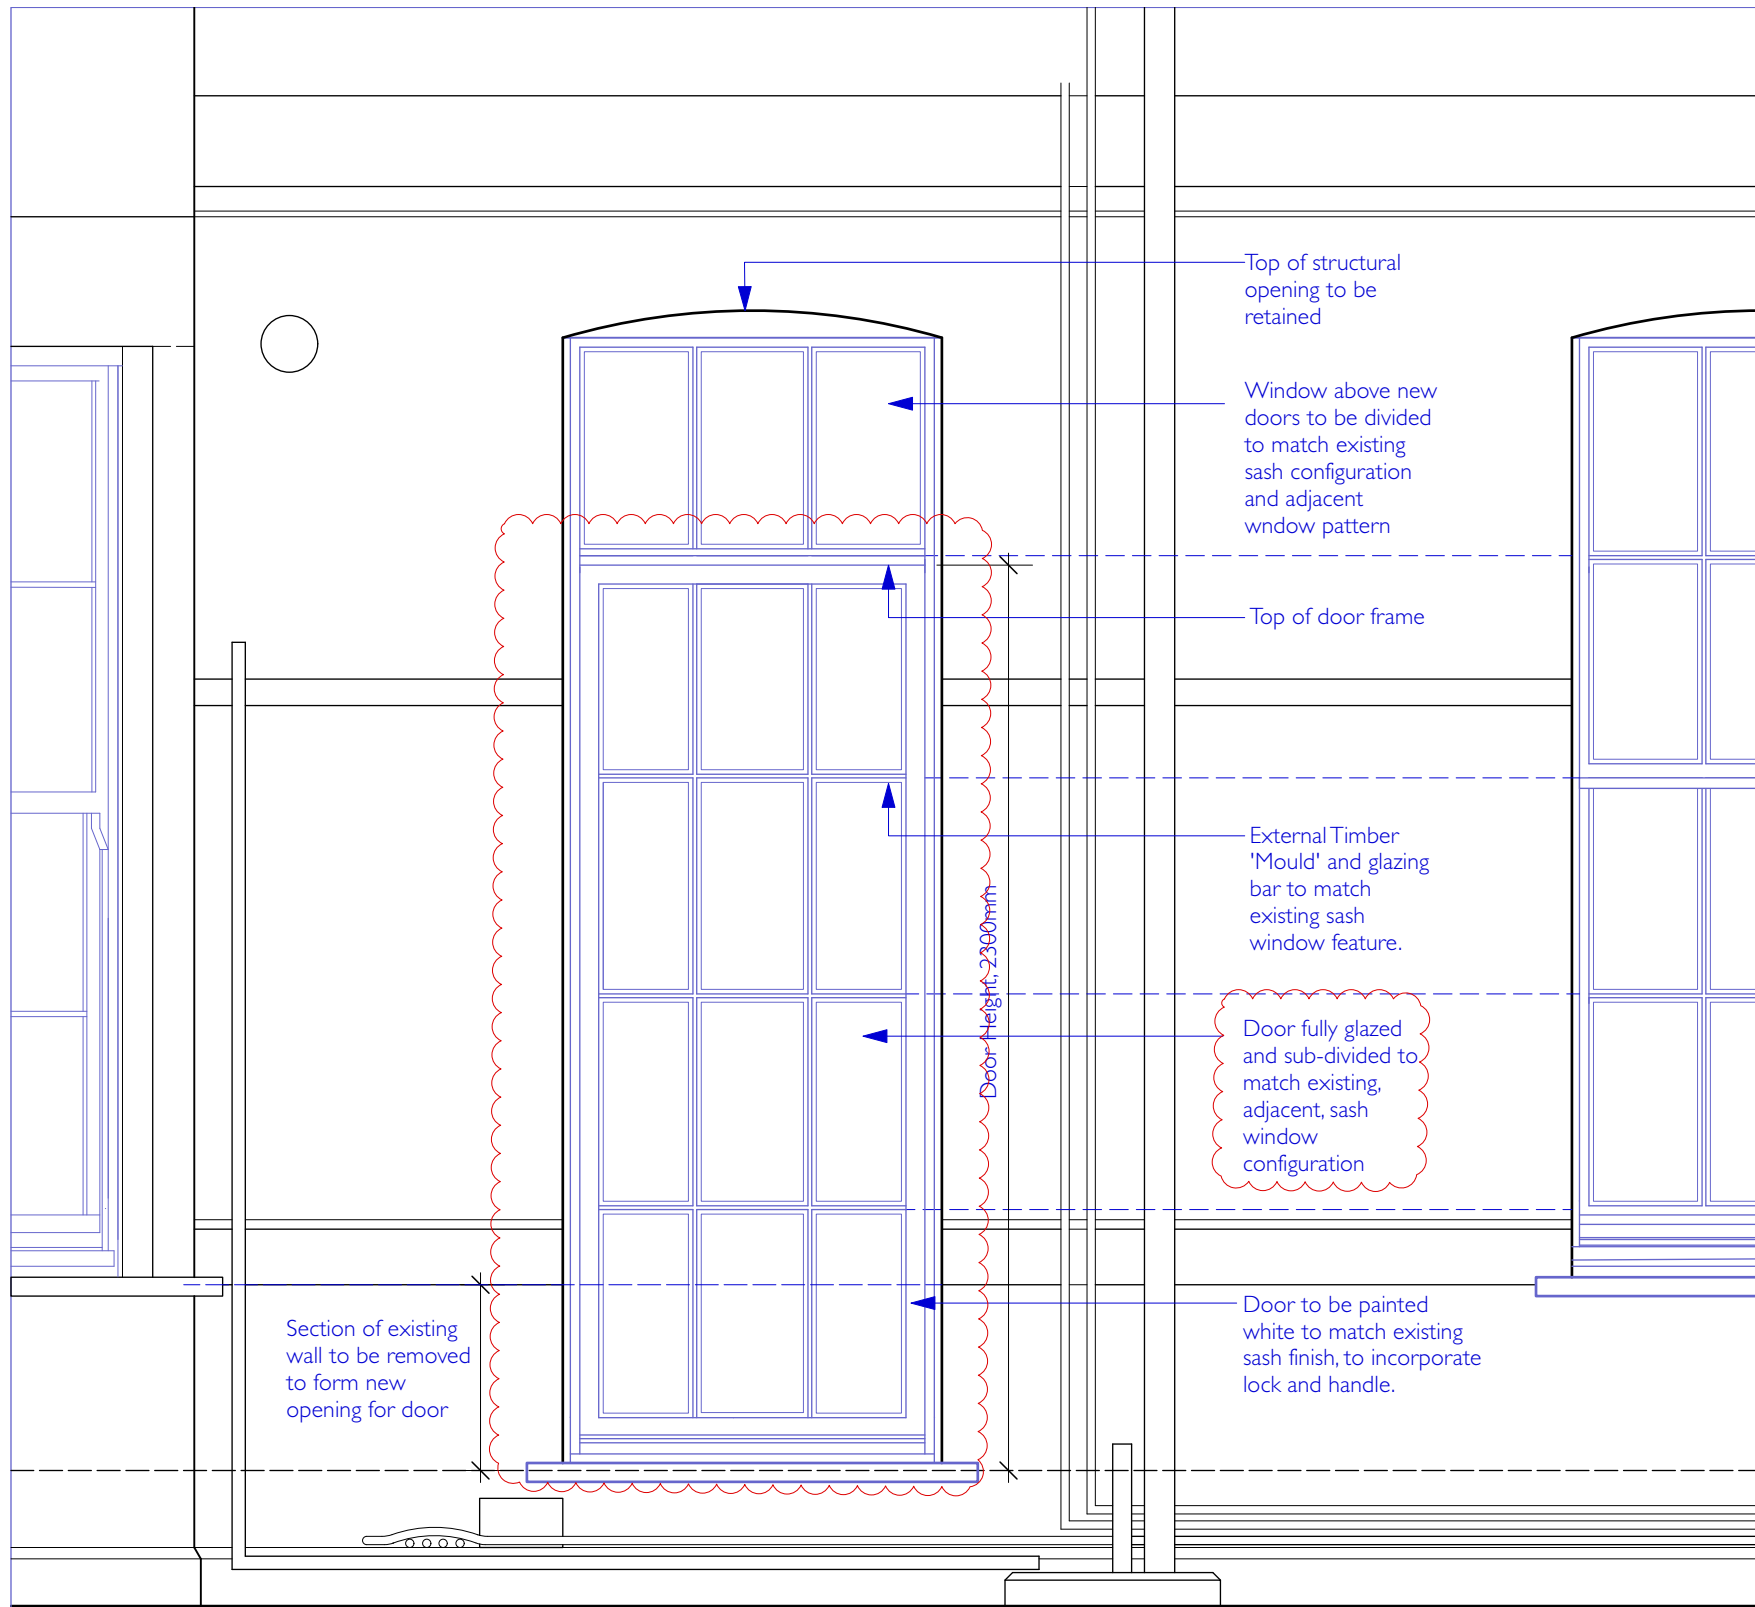 Top of structural
opening to be
retained
Window above new
doors to be divided
to match existing
sash configuration
and adjacent
wndow pattern
Top of door frame
External Timber
'Mould' and glazing
bar to match
existing sash
window feature.
Door Height, 2300mm
Door fully glazed
and sub-divided to
match existing,
adjacent, sash
window
configuration
Section of existing
wall to be removed
to form new
opening for door
Door to be painted
white to match existing
sash finish, to incorporate
lock and handle.